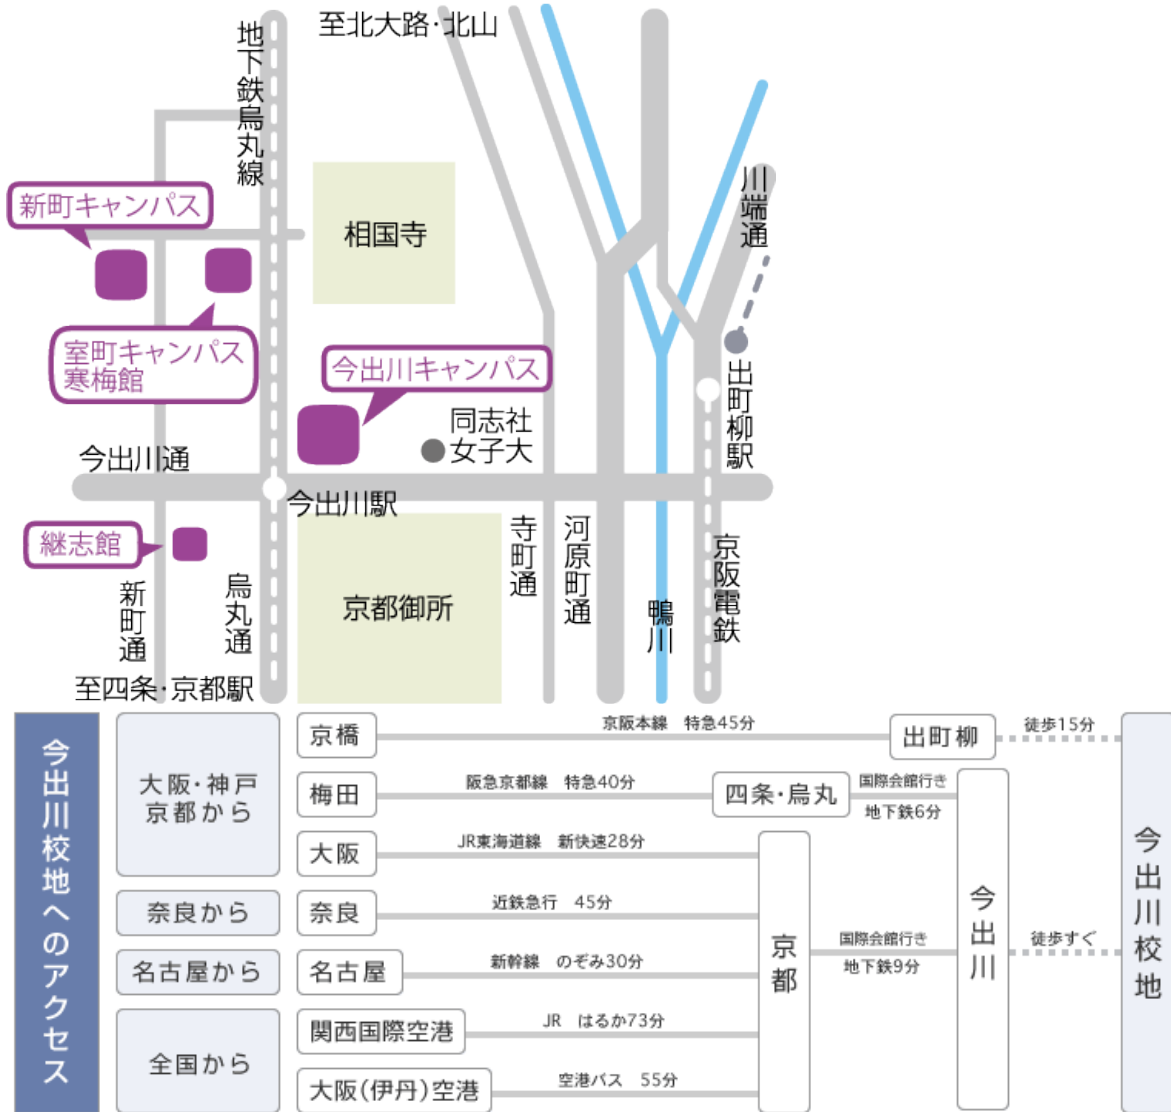 至北大路・北山
地下鉄烏丸線
川端通
新町キャンパス
相国寺
室町キャンパス
寒梅館
今出川キャンパス
出町柳駅
同志社
女子大
今出川通
今出川駅
継志館
寺町通
河原町通
京阪電鉄
新町通
烏丸通
京都御所
鴨川
至四条・京都駅
今出川校地へのアクセス
大阪・神戸
京都から
京橋
京阪本線 特急45分
出町柳
徒歩15分
梅田
阪急京都線 特急40分
四条・烏丸
国際会館行き
地下鉄6分
大阪
JR東海道線 新快速28分
奈良から
奈良
近鉄急行 45分
京都
国際会館行き
地下鉄9分
今出川
徒歩すぐ
今出川校地
名古屋から
名古屋
新幹線 のぞみ30分
全国から
関西国際空港
JR はるか73分
大阪(伊丹)空港
空港バス 55分